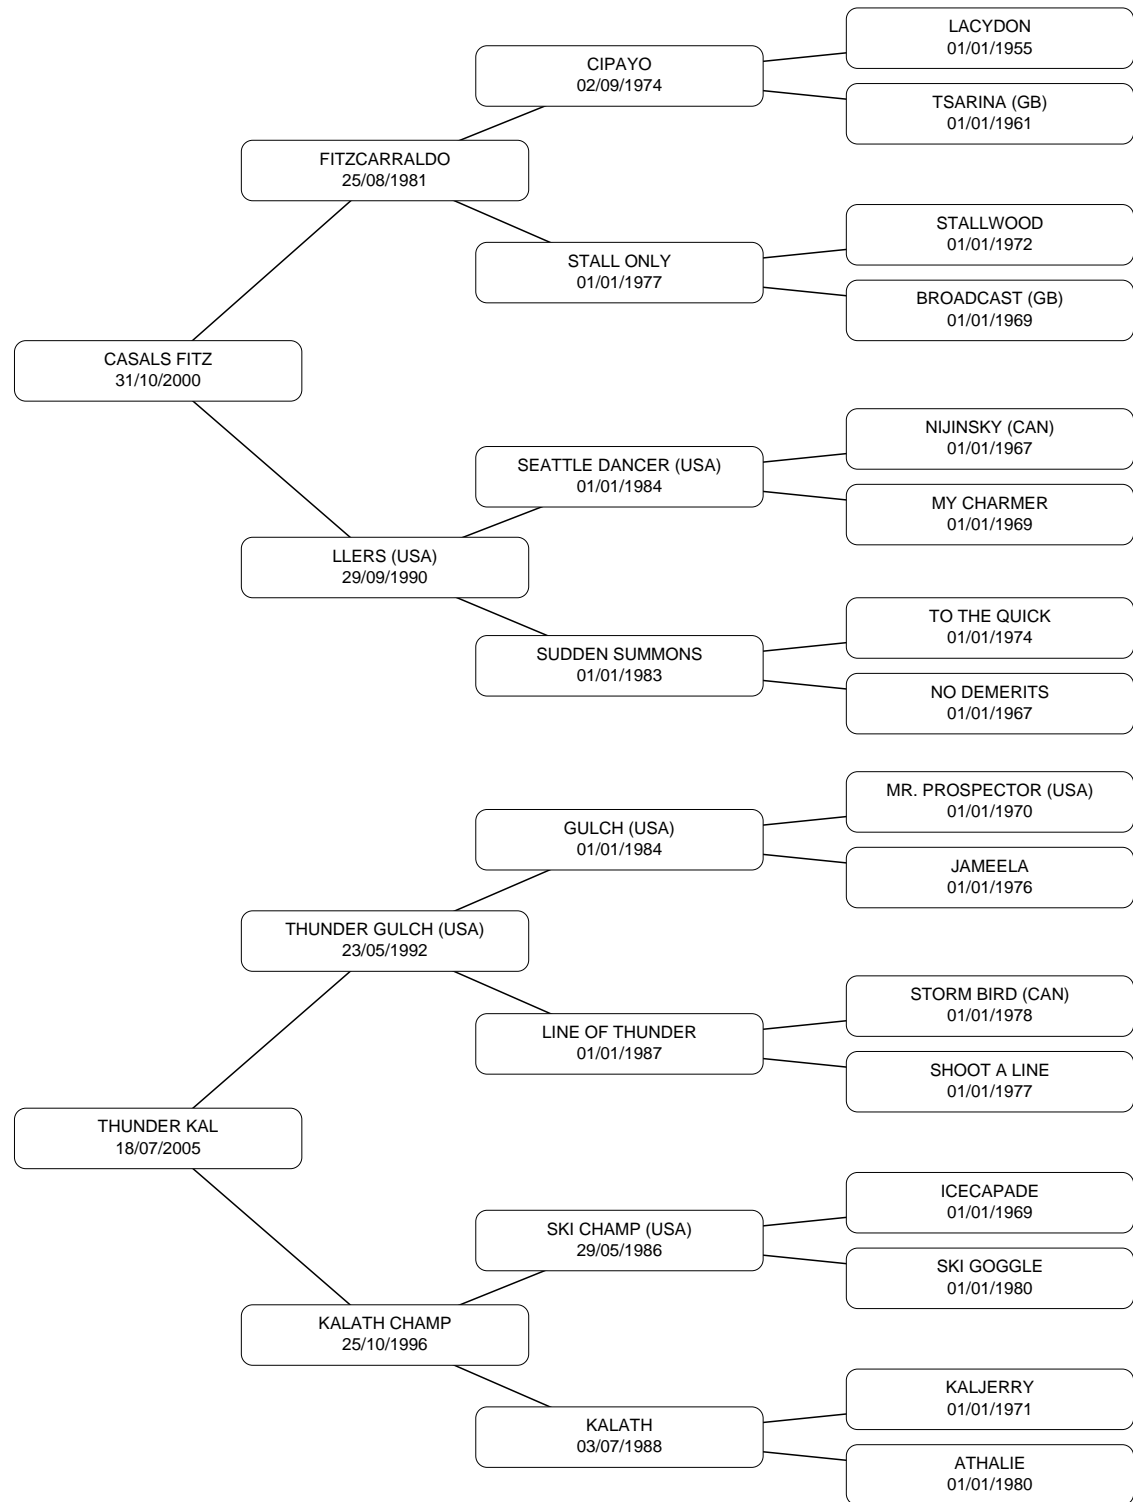 LACYDON
01/01/1955
CIPAYO
02/09/1974
TSARINA (GB)
01/01/1961
FITZCARRALDO
25/08/1981
STALLWOOD
01/01/1972
STALL ONLY
01/01/1977
BROADCAST (GB)
01/01/1969
CASALS FITZ
31/10/2000
NIJINSKY (CAN)
01/01/1967
SEATTLE DANCER (USA)
01/01/1984
MY CHARMER
01/01/1969
LLERS (USA)
29/09/1990
TO THE QUICK
01/01/1974
SUDDEN SUMMONS
01/01/1983
NO DEMERITS
01/01/1967
MR. PROSPECTOR (USA)
01/01/1970
GULCH (USA)
01/01/1984
JAMEELA
01/01/1976
THUNDER GULCH (USA)
23/05/1992
STORM BIRD (CAN)
01/01/1978
LINE OF THUNDER
01/01/1987
SHOOT A LINE
01/01/1977
THUNDER KAL
18/07/2005
ICECAPADE
01/01/1969
SKI CHAMP (USA)
29/05/1986
SKI GOGGLE
01/01/1980
KALATH CHAMP
25/10/1996
KALJERRY
01/01/1971
KALATH
03/07/1988
ATHALIE
01/01/1980